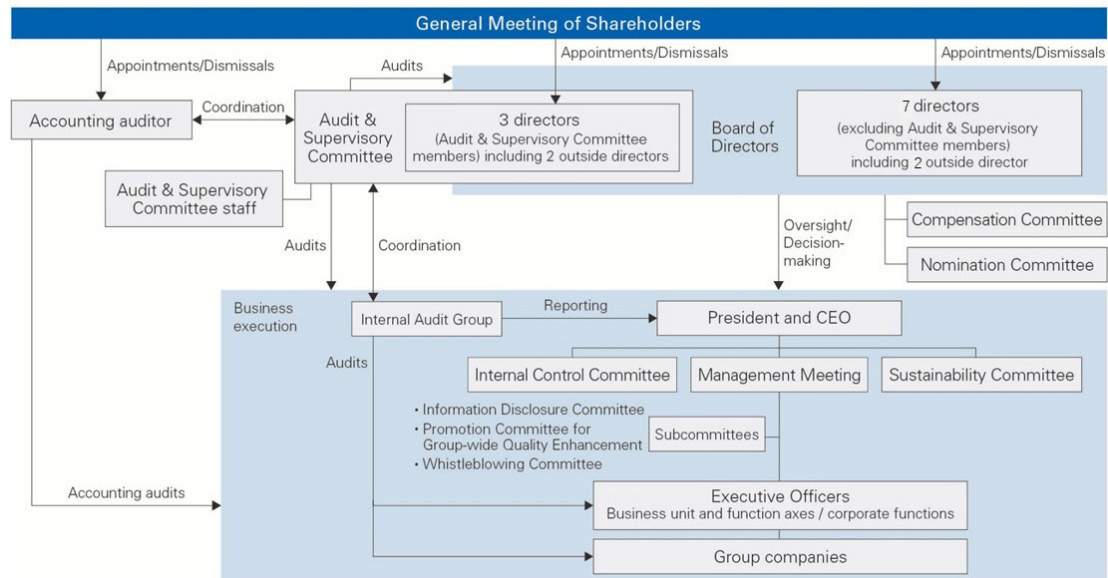 General Meeting of Shareholders
Appointments/Dismissals
Audits
Appointments/Dismissals
Appointments/Dismissals
Accounting auditor
Coordination
Audit &
Supervisory
Committee
3 directors
(Audit & Supervisory Committee
members) including 2 outside directors
Board of
Directors
7 directors
(excluding Audit & Supervisory
Committee members)
including 2 outside director
Audit & Supervisory
Committee staff
Audits
Coordination
Oversight/
Decision-
making
Compensation Committee
Nomination Committee
Business
execution
Internal Audit Group
Reporting
President and CEO
Audits
Internal Control Committee
Management Meeting
Sustainability Committee
• Information Disclosure Committee
• Promotion Committee for
Group-wide Quality Enhancement
• Whistleblowing Committee
Subcommittees
Accounting audits
Executive Officers
Business unit and function axes / corporate functions
Group companies